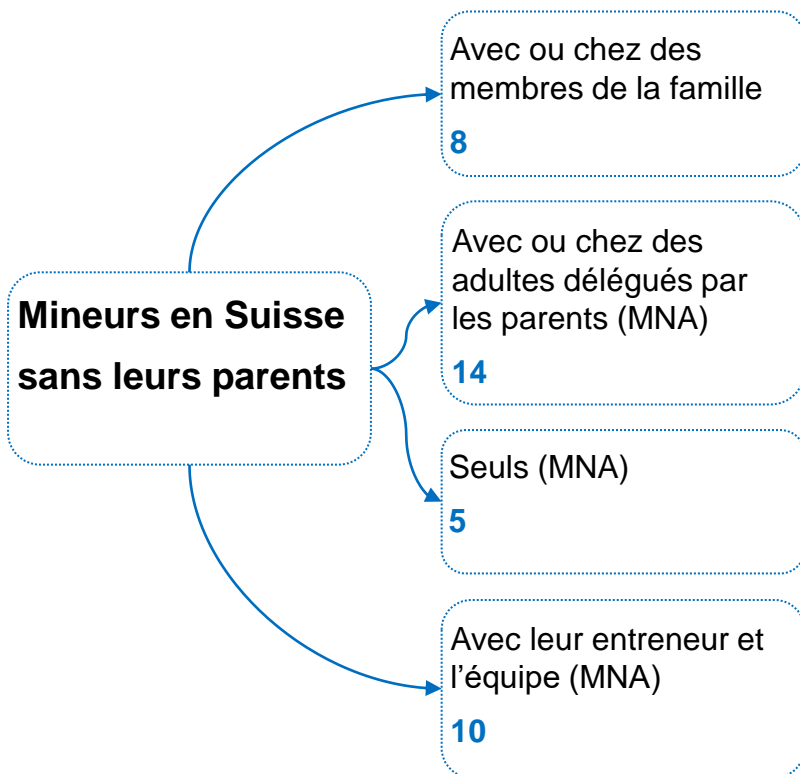 Avec ou chez des
membres de la famille
8
Avec ou chez des
adultes délégués par
les parents (MNA)
14
Mineurs en Suisse
sans leurs parents
Seuls (MNA)
5
Avec leur entreneur et
l’équipe (MNA)
10